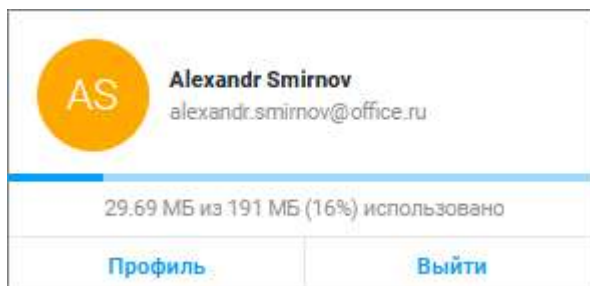 AS
Alexandr Smirnov
alexandr.smirnov@office.ru
29.69 МБ из 191 МБ (16%) использовано
Профиль
Выйти